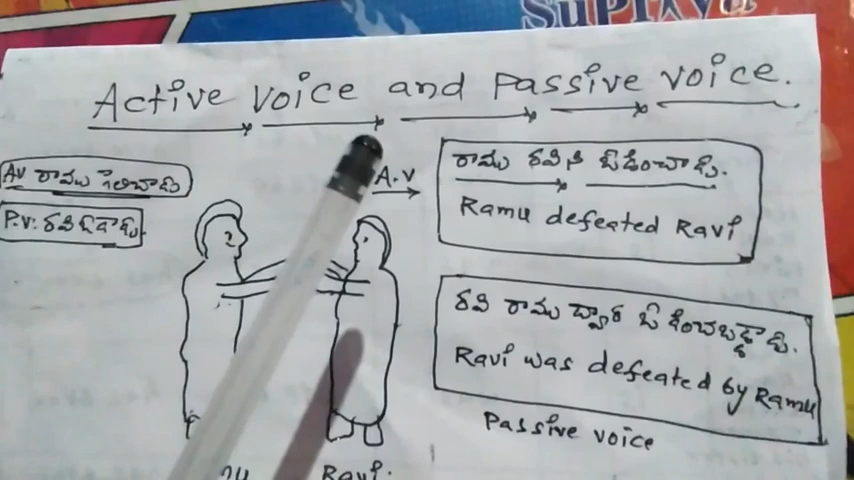 SuPixya
Active voice and Passive voice.
AV రాము గెలిచాడు
P.V: రవి ఓడాడు
A.V
రాము రవిని ఓడించాడు.
Ramu defeated Ravi
రవి రాము ద్వార ఓడించబడ్డాడు.
Ravi was defeated by Ramu
Passive voice
Ravi.